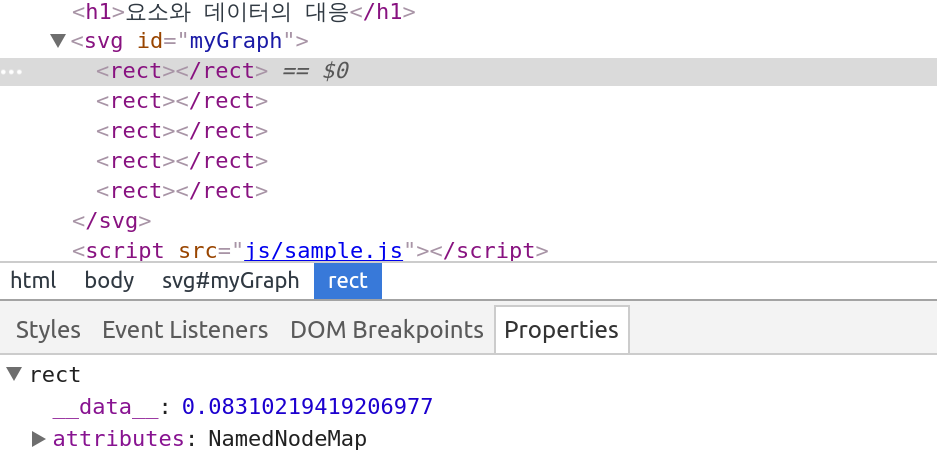 <h1>요소와 데이터의 대응</h1>
▼<svg id="myGraph">
<rect></rect> == $0
<rect></rect>
<rect></rect>
<rect></rect>
<rect></rect>
</svg>
<script src="js/sample.js"></script>
html body svg#myGraph rect
Styles Event Listeners DOM Breakpoints Properties
▼ rect
__data__: 0.08310219419206977
▶ attributes: NamedNodeMap